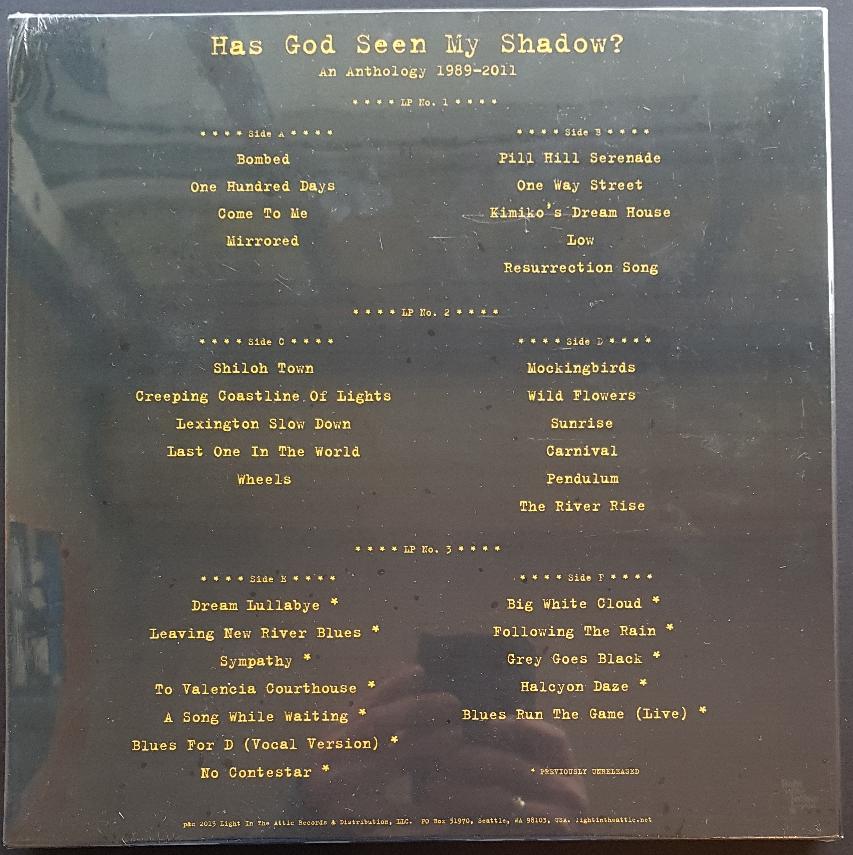 Has God Seen My Shadow?
An Anthology 1989-2011
* * * * LP No. 1 * * * *
* * * * Side A * * * *
Bombed
One Hundred Days
Come To Me
Mirrored
* * * * Side B * * * *
Pill Hill Serenade
One Way Street
Kimiko's Dream House
Low
Resurrection Song
* * * * LP No. 2 * * * *
* * * * Side C * * * *
Shiloh Town
Creeping Coastline Of Lights
Lexington Slow Down
Last One In The World
Wheels
* * * * Side D * * * *
Mockingbirds
Wild Flowers
Sunrise
Carnival
Pendulum
The River Rise
* * * * LP No. 3 * * * *
* * * * Side E * * * *
Dream Lullabye *
Leaving New River Blues *
Sympathy *
To Valencia Courthouse *
A Song While Waiting *
Blues For D (Vocal Version) *
No Contestar *
* * * * Side F * * * *
Big White Cloud *
Following The Rain *
Grey Goes Black *
Halcyon Daze *
Blues Run The Game (Live) *
* PREVIOUSLY UNRELEASED
p&c 2013 Light In The Attic Records & Distribution, LLC. PO Box 31970, Seattle, WA 98103, USA. lightintheattic.net